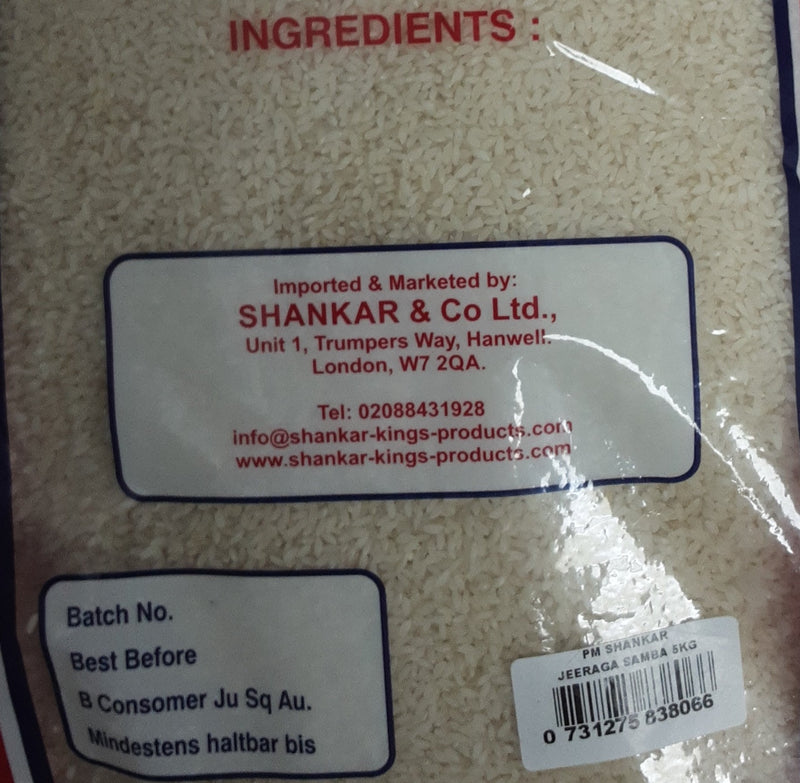 INGREDIENTS :
Imported & Marketed by:
SHANKAR & Co Ltd.,
Unit 1, Trumpers Way, Hanwell.
London, W7 2QA.
Tel: 02088431928
info@shankar-kings-products.com
www.shankar-kings-products.com
Batch No.
Best Before
B Consomer Ju Sq Au.
Mindestens haltbar bis
PM SHANKAR
JEERAGA SAMBA 5KG
0 731275 838066